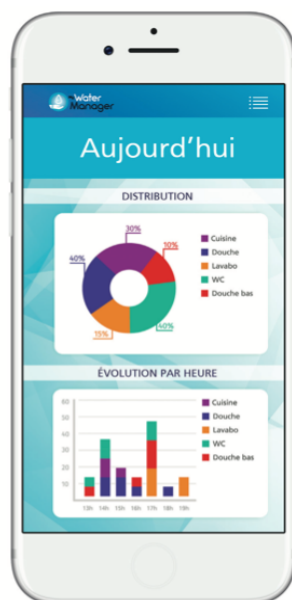 Water
Manager
Aujourd'hui
DISTRIBUTION
30%
10%
40%
15%
40%
Cuisine
Douche
Lavabo
WC
Douche bas
ÉVOLUTION PAR HEURE
60
50
40
30
20
10
13h 14h 15h 16h 17h 18h 19h
Cuisine
Douche
Lavabo
WC
Douche bas